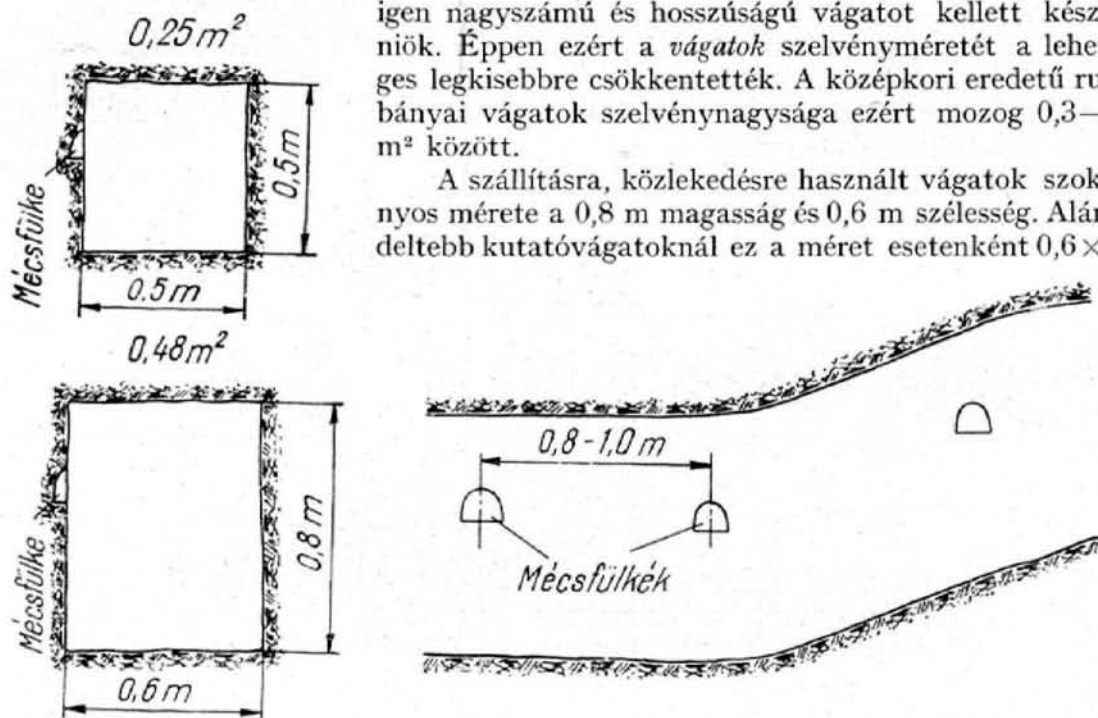 igen nagyszámú és hosszúságú vágatot kellett kész
niök. Éppen ezért a vágatok szelvényméretét a lehe
ges legkisebbre csökkentették. A középkori eredetű ru
bányai vágatok szelvénynagysága ezért mozog 0,3—
m² között.
A szállításra, közlekedésre használt vágatok szok
nyos mérete a 0,8 m magasság és 0,6 m szélesség. Alár
deltebb kutatóvágatoknál ez a méret esetenként 0,6×
0,25 m²
Mécsfülke
0,5 m
0.5 m
0,48 m²
Mécsfülke
0,8 m
0,6 m
0,8-1,0 m
Mécsfülkék